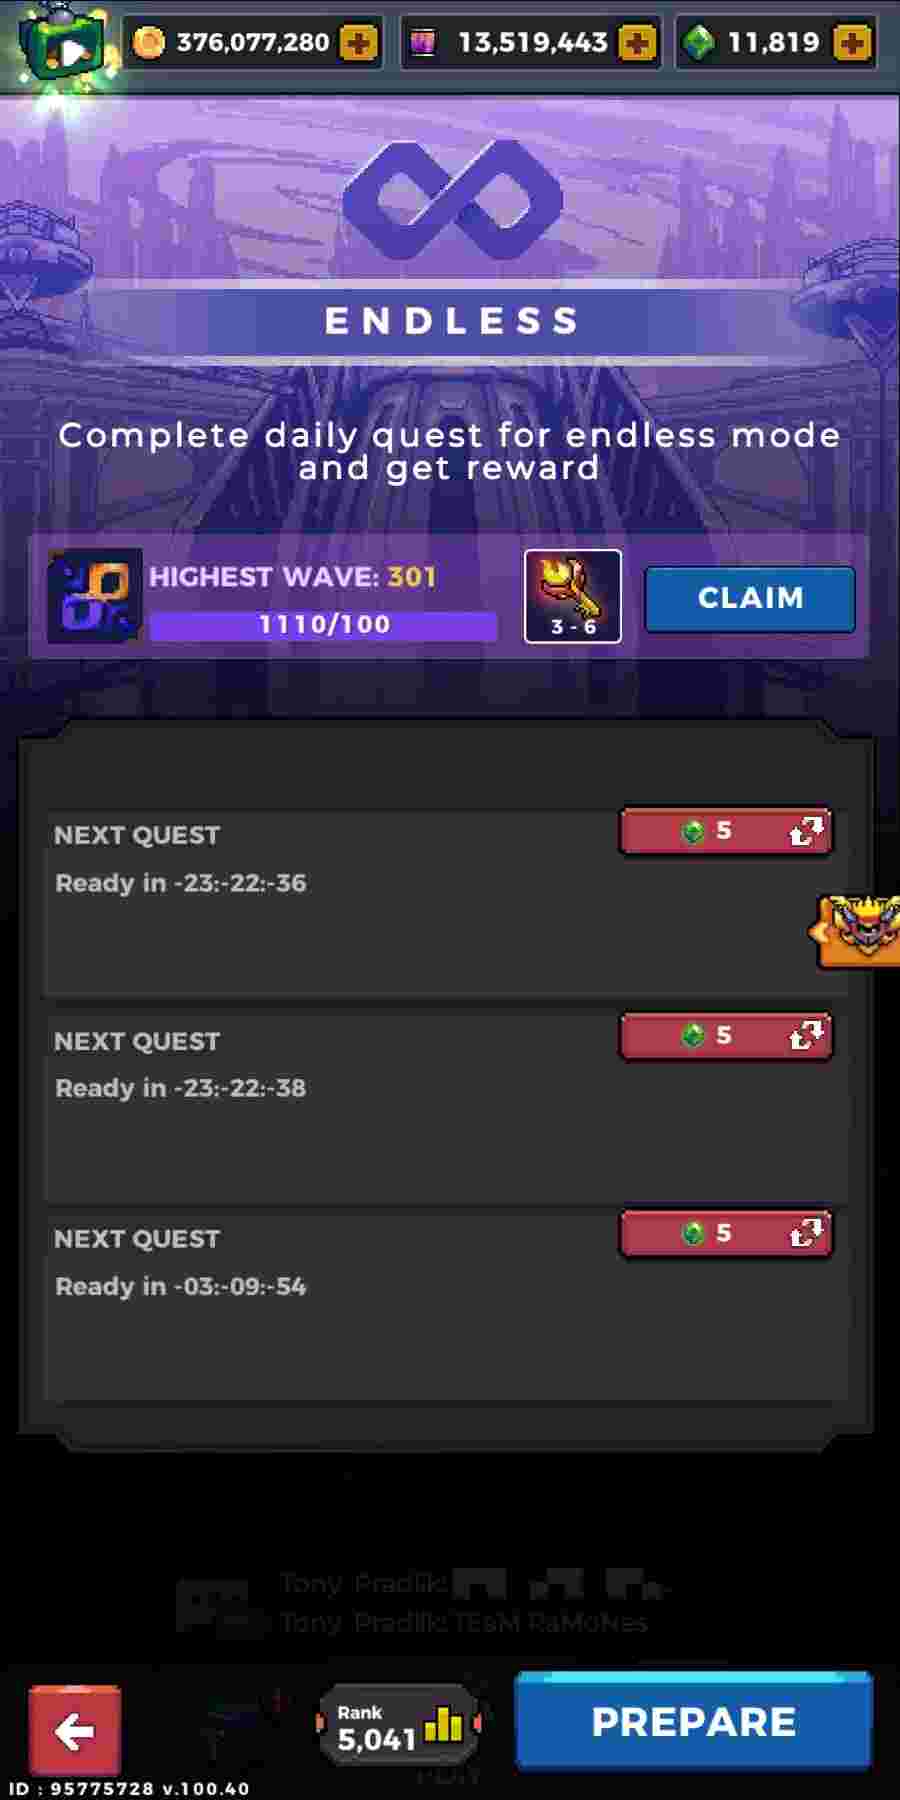 376,077,280
13,519,443
11,819
ENDLESS
Complete daily quest for endless mode
and get reward
HIGHEST WAVE: 301
1110/100
3 - 6
CLAIM
NEXT QUEST
5
Ready in -23:-22:-36
NEXT QUEST
5
Ready in -23:-22:-38
NEXT QUEST
5
Ready in -03:-09:-54
Tony Pradlik:
Tony Pradlik: TEsM RaMoNes
Rank
5,041
PREPARE
ID : 95775728 v.100.40